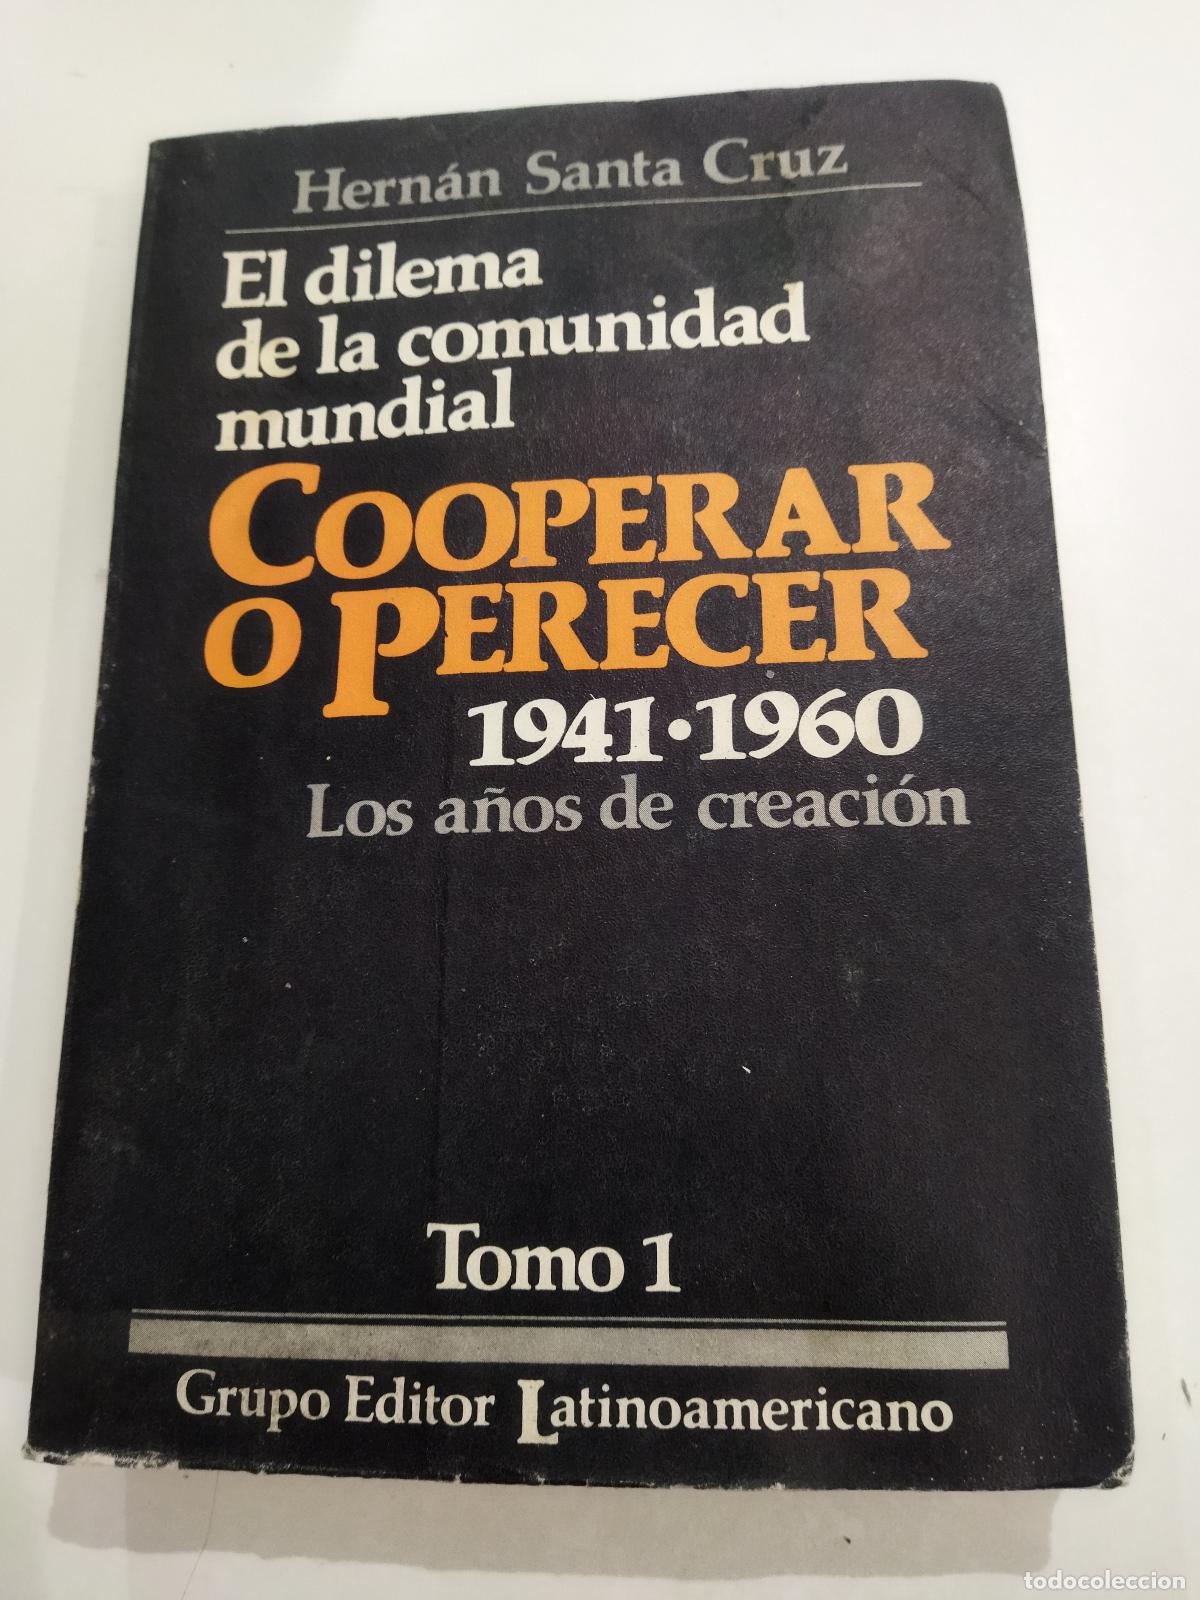 Hernán Santa Cruz
El dilema
de la comunidad
mundial
COOPERAR
O PERECER
1941·1960
Los años de creación
Tomo 1
Grupo Editor Latinoamericano
todocoleccion